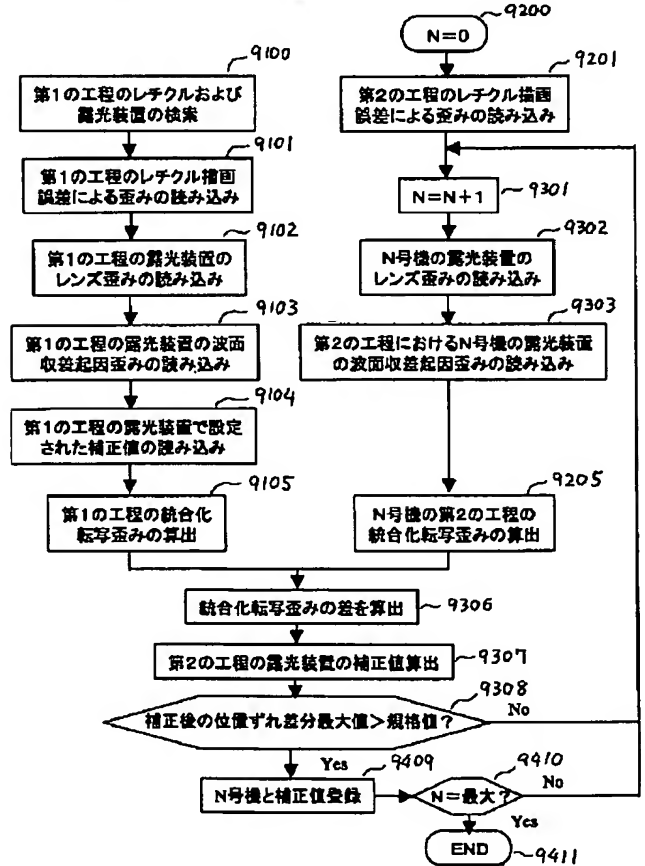 9100
第1の工程のレチクルおよび
露光装置の検索
9101
第1の工程のレチクル描画
誤差による歪みの読み込み
9102
第1の工程の露光装置の
レンズ歪みの読み込み
9103
第1の工程の露光装置の波面
収差起因歪みの読み込み
9104
第1の工程の露光装置で設定
された補正値の読み込み
9105
第1の工程の統合化
転写歪みの算出
9200
N=0
9201
第2の工程のレチクル描画
誤差による歪みの読み込み
N=N+1
9301
9302
N号機の露光装置の
レンズ歪みの読み込み
9303
第2の工程におけるN号機の露光装置
の波面収差起因歪みの読み込み
9205
N号機の第2の工程の
統合化転写歪みの算出
統合化転写歪みの差を算出
9306
第2の工程の露光装置の補正値算出
9307
9308
補正後の位置ずれ差分最大値>規格値?
No
Yes
9409
N号機と補正値登録
9410
N=最大?
No
Yes
END
9411